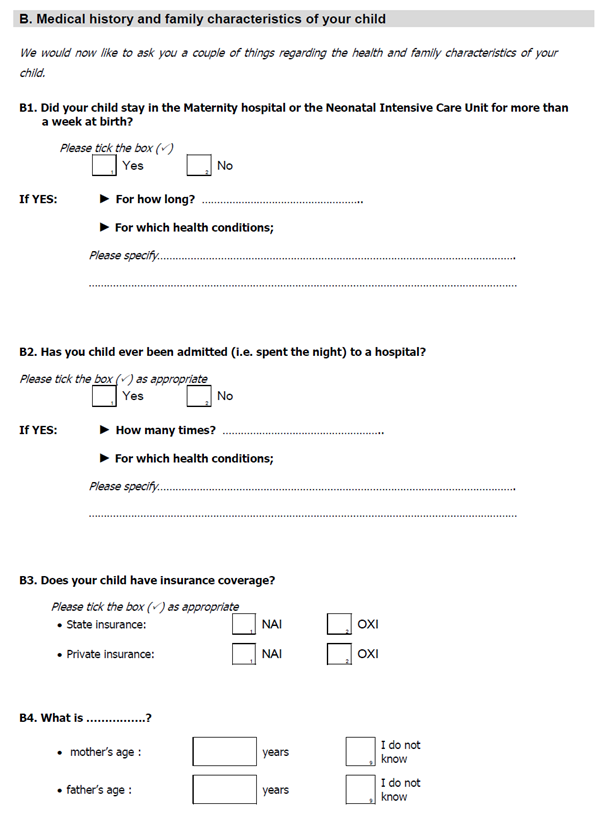 B. Medical history and family characteristics of your child
We would now like to ask you a couple of things regarding the health and family characteristics of your
child.
B1. Did your child stay in the Maternity hospital or the Neonatal Intensive Care Unit for more than
a week at birth?
Please tick the box (✓)
1 Yes 2 No
If YES: ► For how long? ......................................................
► For which health conditions;
Please specify.............................................................................................................
................................................................................................................................
B2. Has you child ever been admitted (i.e. spent the night) to a hospital?
Please tick the box (✓) as appropriate
1 Yes 2 No
If YES: ► How many times? ......................................................
► For which health conditions;
Please specify.............................................................................................................
................................................................................................................................
B3. Does your child have insurance coverage?
Please tick the box (✓) as appropriate
• State insurance: 1 NAI 2 OXI
• Private insurance: 1 NAI 2 OXI
B4. What is ................?
• mother's age : years 9 I do not
know
• father's age : years 9 I do not
know